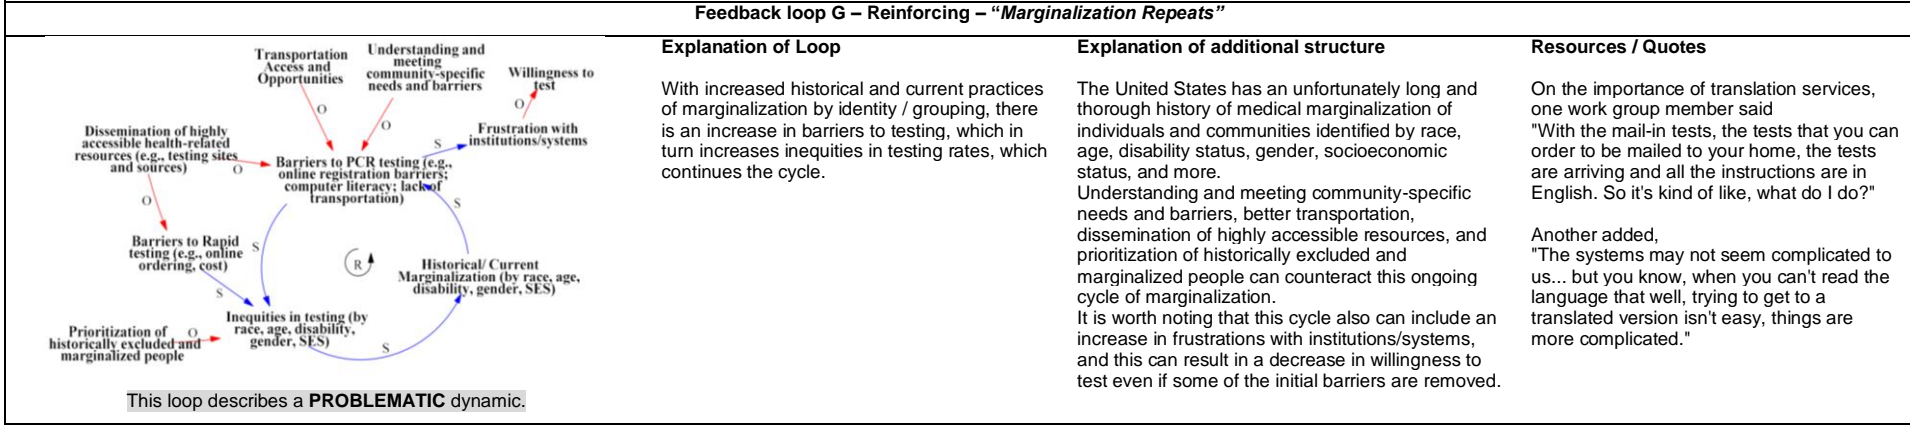 Feedback loop G – Reinforcing – “Marginalization Repeats”
Transportation
Access and
Opportunities
Understanding and
meeting
community-specific
needs and barriers
Willingness to
test
O
O
O
Dissemination of highly
accessible health-related
resources (e.g., testing sites
and sources)
O
Frustration with
institutions/systems
S
Barriers to PCR testing (e.g.,
online registration barriers;
computer literacy; lack of
transportation)
O
S
Barriers to Rapid
testing (e.g., online
ordering, cost)
S
S
R
Historical/ Current
Marginalization (by race, age,
disability, gender, SES)
Inequities in testing (by
race, age, disability,
gender, SES)
S
Prioritization of
historically excluded and
marginalized people
O
This loop describes a PROBLEMATIC dynamic.
Explanation of Loop
With increased historical and current practices
of marginalization by identity / grouping, there
is an increase in barriers to testing, which in
turn increases inequities in testing rates, which
continues the cycle.
Explanation of additional structure
The United States has an unfortunately long and
thorough history of medical marginalization of
individuals and communities identified by race,
age, disability status, gender, socioeconomic
status, and more.
Understanding and meeting community-specific
needs and barriers, better transportation,
dissemination of highly accessible resources, and
prioritization of historically excluded and
marginalized people can counteract this ongoing
cycle of marginalization.
It is worth noting that this cycle also can include an
increase in frustrations with institutions/systems,
and this can result in a decrease in willingness to
test even if some of the initial barriers are removed.
Resources / Quotes
On the importance of translation services,
one work group member said
"With the mail-in tests, the tests that you can
order to be mailed to your home, the tests
are arriving and all the instructions are in
English. So it's kind of like, what do I do?"
Another added,
"The systems may not seem complicated to
us... but you know, when you can't read the
language that well, trying to get to a
translated version isn't easy, things are
more complicated."